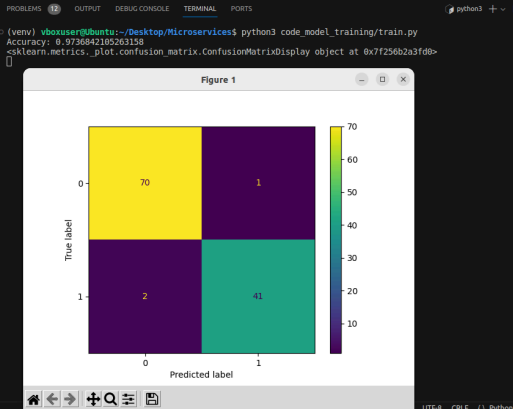 PROBLEMS 12 OUTPUT DEBUG CONSOLE TERMINAL PORTS python3
(venv) vboxuser@Ubuntu:~/Desktop/Microservices$ python3 code_model_training/train.py
Accuracy: 0.9736842105263158
<sklearn.metrics._plot.confusion_matrix.ConfusionMatrixDisplay object at 0x7f256b2a3fd0>
Figure 1
70
60
50
40
30
20
10
0
70 1
True label
1
2 41
0 1
Predicted label
UTF-8 CRLF {} Python